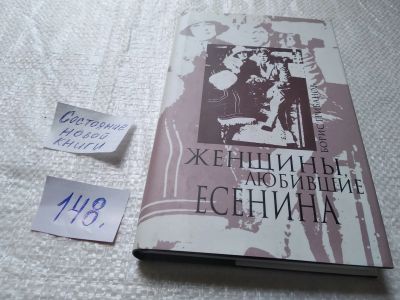 Состояние
новой
книги
148.
БОРИС ГРИБАНОВ
ЖЕНЩИНЫ,
ЛЮБИВШИЕ
ЕСЕНИНА